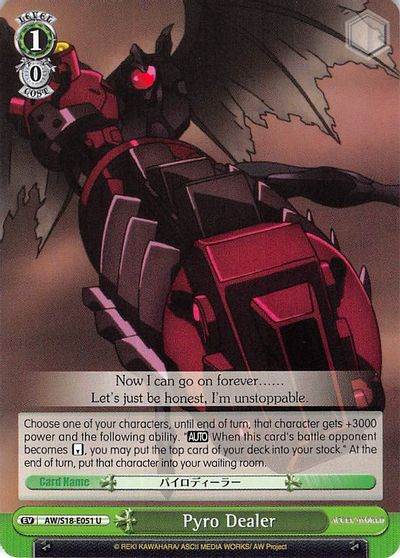 LEVEL
1
0
COST
Now I can go on forever......
Let's just be honest, I'm unstoppable.
Choose one of your characters, until end of turn, that character gets +3000
power and the following ability. "AUTO When this card's battle opponent
becomes , you may put the top card of your deck into your stock." At the
end of turn, put that character into your waiting room.
Card Name パイロディーラー
EV AW/S18-E051 U Pyro Dealer ACCEL WORLD
© REKI KAWAHARA/ ASCII MEDIA WORKS/ AW Project